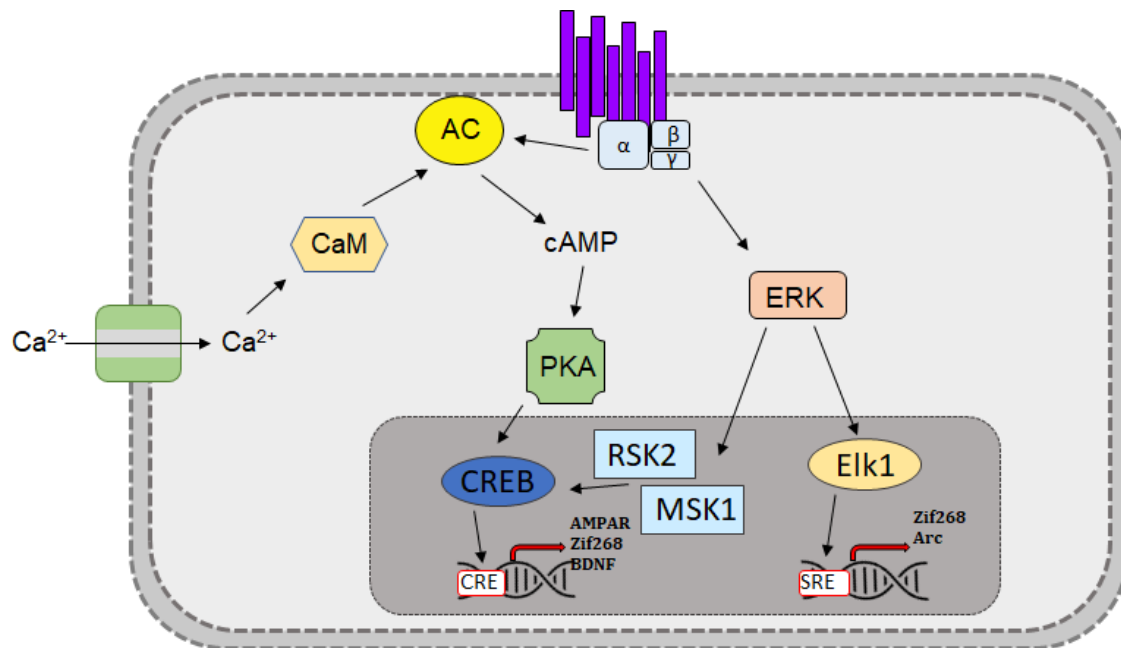 AC
α
β
γ
CaM
cAMP
ERK
Ca²⁺
Ca²⁺
PKA
RSK2
MSK1
Elk1
CREB
AMPAR
Zif268
BDNF
Zif268
Arc
CRE
SRE